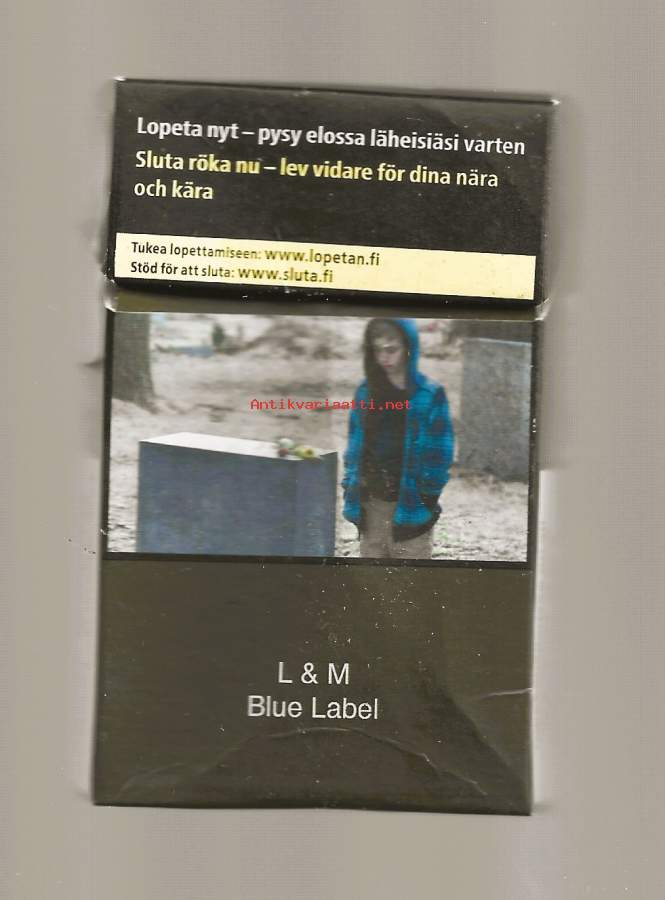 Lopeta nyt – pysy elossa läheisiäsi varten
Sluta röka nu – lev vidare för dina nära
och kära
Tukea lopettamiseen: www.lopetan.fi
Stöd för att sluta: www.sluta.fi
Antikvariaatti.net
L & M
Blue Label